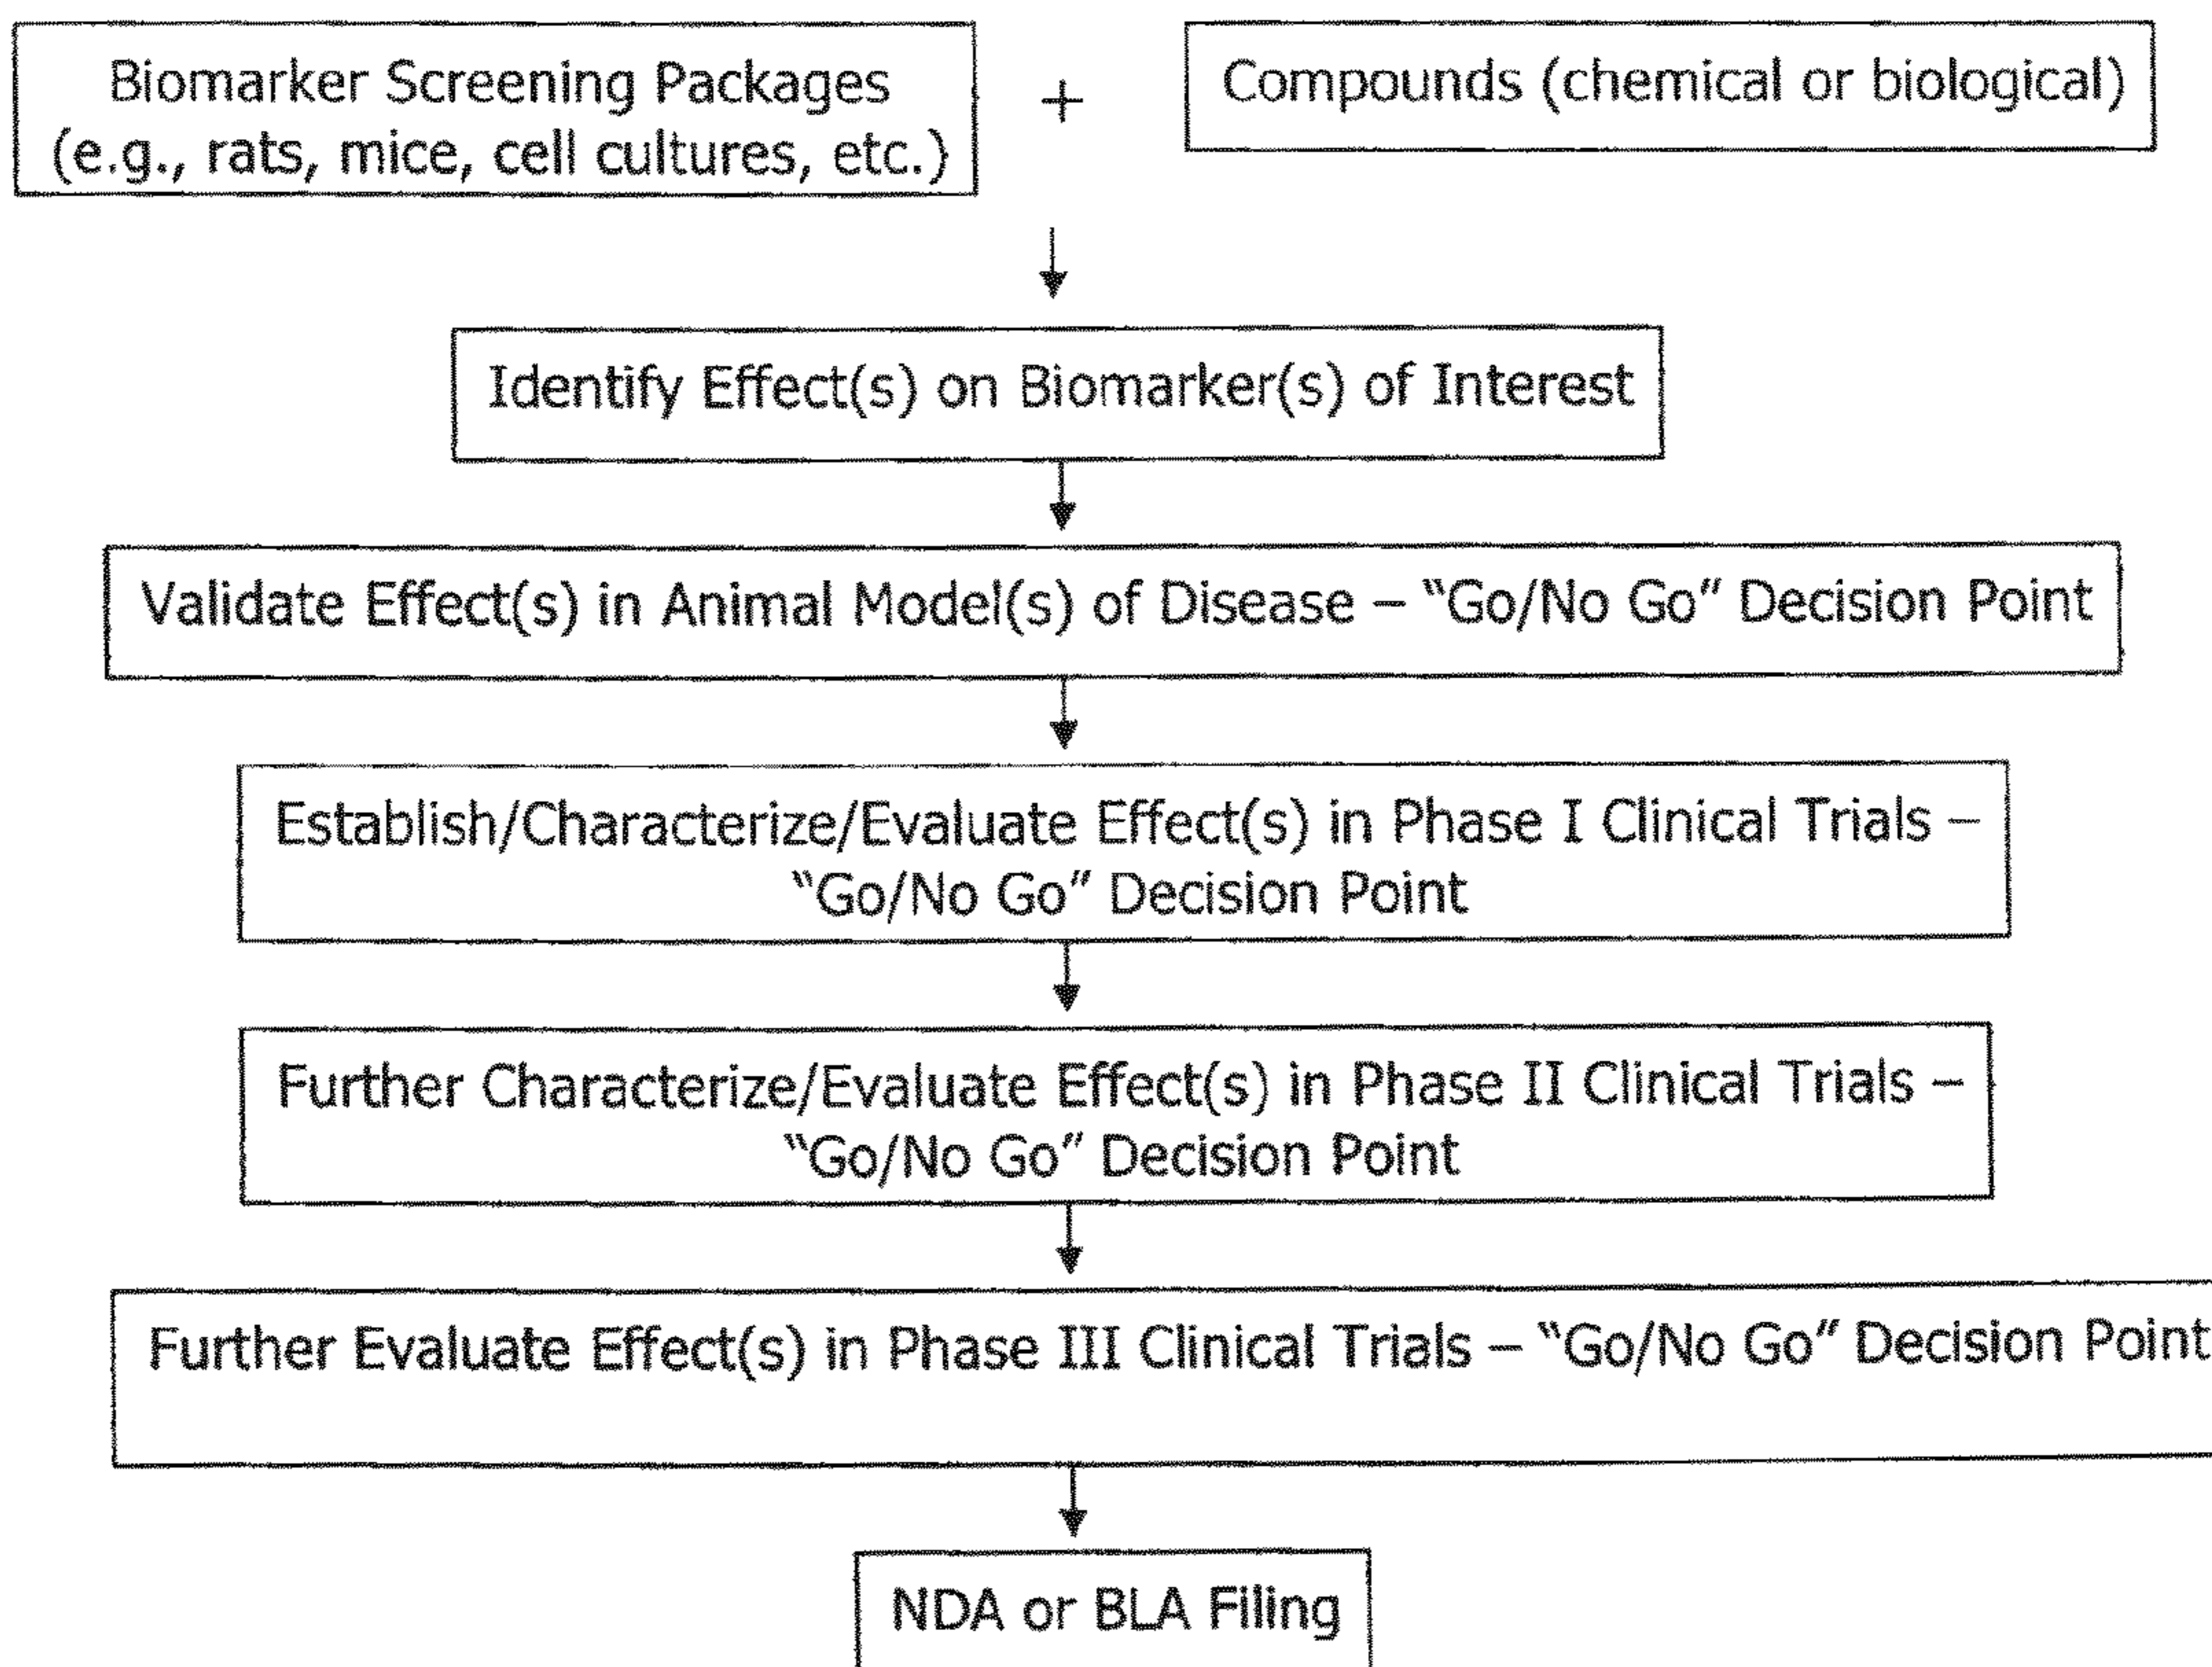 Biomarker Screening Packages
(e.g., rats, mice, cell cultures, etc.)
+
Compounds (chemical or biological)
Identify Effect(s) on Biomarker(s) of Interest
Validate Effect(s) in Animal Model(s) of Disease – “Go/No Go” Decision Point
Establish/Characterize/Evaluate Effect(s) in Phase I Clinical Trials –
“Go/No Go” Decision Point
Further Characterize/Evaluate Effect(s) in Phase II Clinical Trials –
“Go/No Go” Decision Point
Further Evaluate Effect(s) in Phase III Clinical Trials – “Go/No Go” Decision Point
NDA or BLA Filing